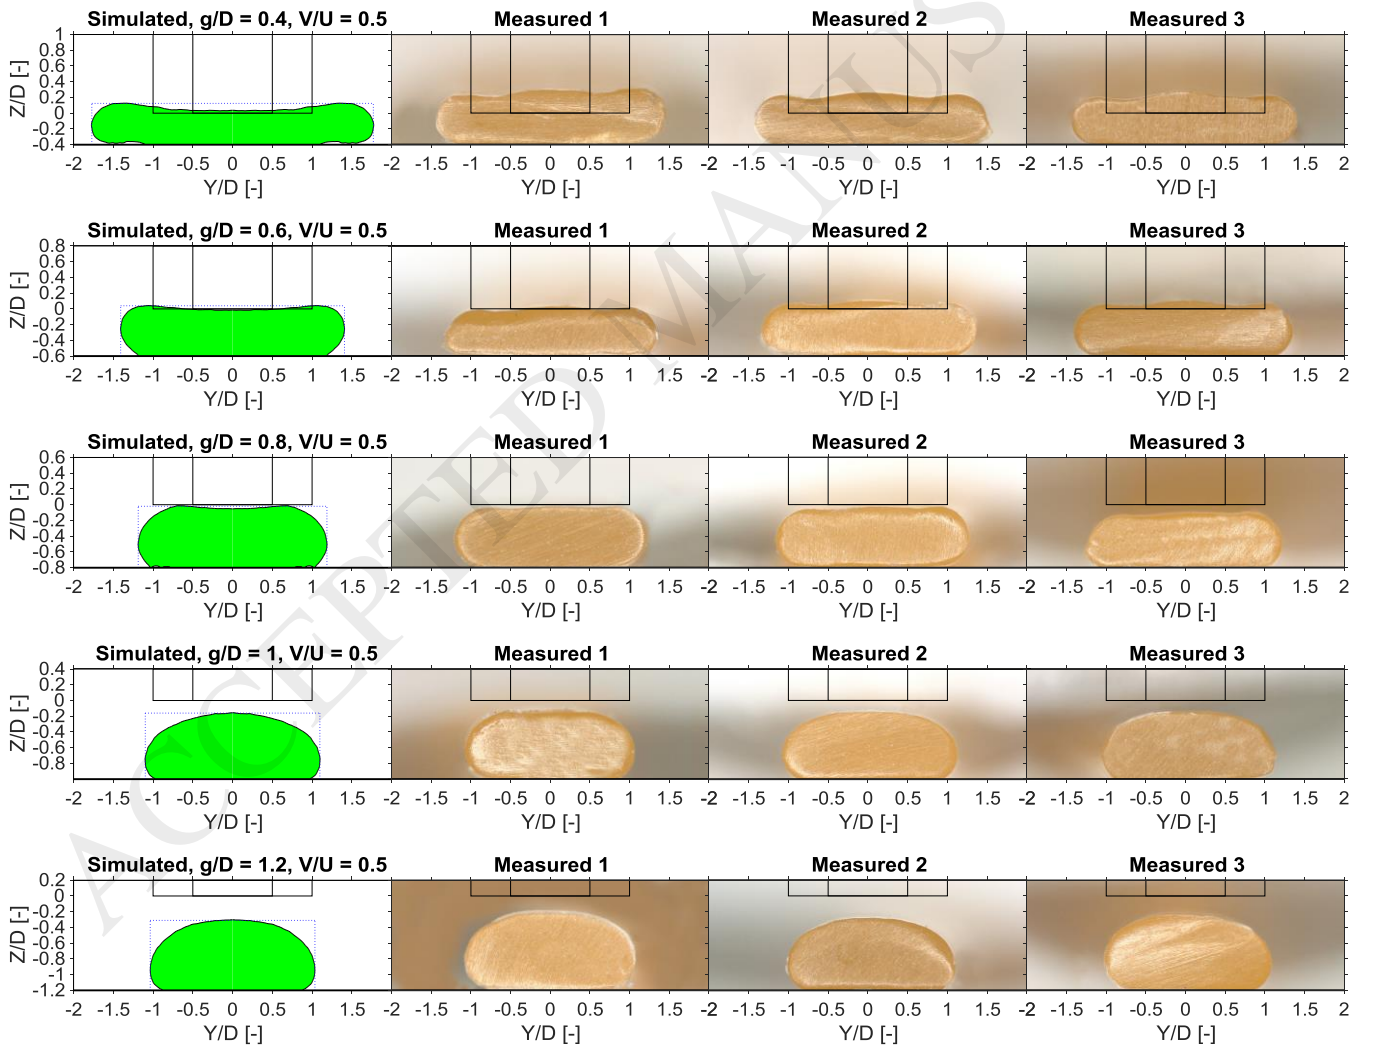 Simulated, g/D = 0.4, V/U = 0.5 Measured 1 Measured 2 Measured 3
Z/D [-]
1
0.8
0.6
0.4
0.2
0
-0.2
-0.4
-2 -1.5 -1 -0.5 0 0.5 1 1.5 -2 -1.5 -1 -0.5 0 0.5 1 1.5 -2 -1.5 -1 -0.5 0 0.5 1 1.5 -2 -1.5 -1 -0.5 0 0.5 1 1.5 2
Y/D [-] Y/D [-] Y/D [-] Y/D [-]
Simulated, g/D = 0.6, V/U = 0.5 Measured 1 Measured 2 Measured 3
Z/D [-]
0.8
0.6
0.4
0.2
0
-0.2
-0.4
-0.6
-2 -1.5 -1 -0.5 0 0.5 1 1.5 -2 -1.5 -1 -0.5 0 0.5 1 1.5 -2 -1.5 -1 -0.5 0 0.5 1 1.5 -2 -1.5 -1 -0.5 0 0.5 1 1.5 2
Y/D [-] Y/D [-] Y/D [-] Y/D [-]
Simulated, g/D = 0.8, V/U = 0.5 Measured 1 Measured 2 Measured 3
Z/D [-]
0.6
0.4
0.2
0
-0.2
-0.4
-0.6
-0.8
-2 -1.5 -1 -0.5 0 0.5 1 1.5 -2 -1.5 -1 -0.5 0 0.5 1 1.5 -2 -1.5 -1 -0.5 0 0.5 1 1.5 -2 -1.5 -1 -0.5 0 0.5 1 1.5 2
Y/D [-] Y/D [-] Y/D [-] Y/D [-]
Simulated, g/D = 1, V/U = 0.5 Measured 1 Measured 2 Measured 3
Z/D [-]
0.4
0.2
0
-0.2
-0.4
-0.6
-0.8
-2 -1.5 -1 -0.5 0 0.5 1 1.5 -2 -1.5 -1 -0.5 0 0.5 1 1.5 -2 -1.5 -1 -0.5 0 0.5 1 1.5 -2 -1.5 -1 -0.5 0 0.5 1 1.5 2
Y/D [-] Y/D [-] Y/D [-] Y/D [-]
Simulated, g/D = 1.2, V/U = 0.5 Measured 1 Measured 2 Measured 3
Z/D [-]
0.2
0
-0.2
-0.4
-0.6
-0.8
-1
-1.2
-2 -1.5 -1 -0.5 0 0.5 1 1.5 -2 -1.5 -1 -0.5 0 0.5 1 1.5 -2 -1.5 -1 -0.5 0 0.5 1 1.5 -2 -1.5 -1 -0.5 0 0.5 1 1.5 2
Y/D [-] Y/D [-] Y/D [-] Y/D [-]
ACCEPTED MANUS